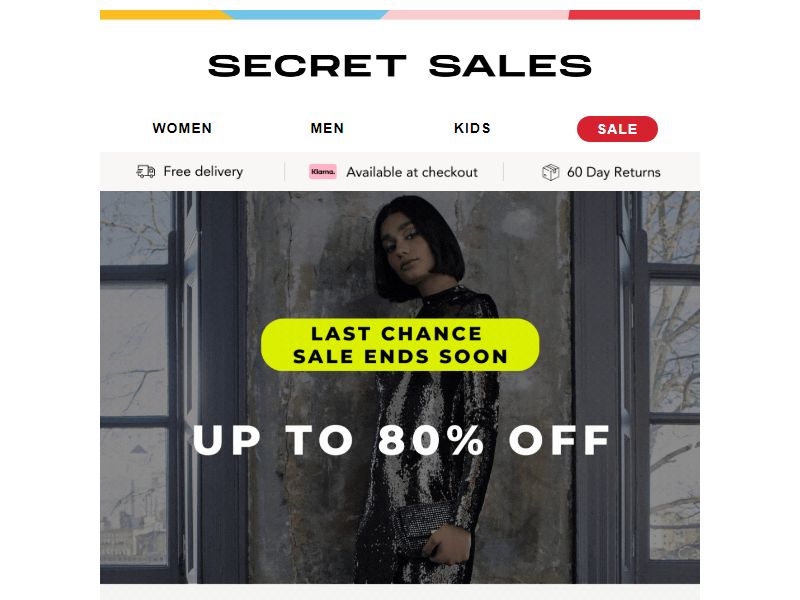 SECRET SALES
WOMEN MEN KIDS SALE
Free delivery Klarna. Available at checkout 60 Day Returns
LAST CHANCE
SALE ENDS SOON
UP TO 80% OFF